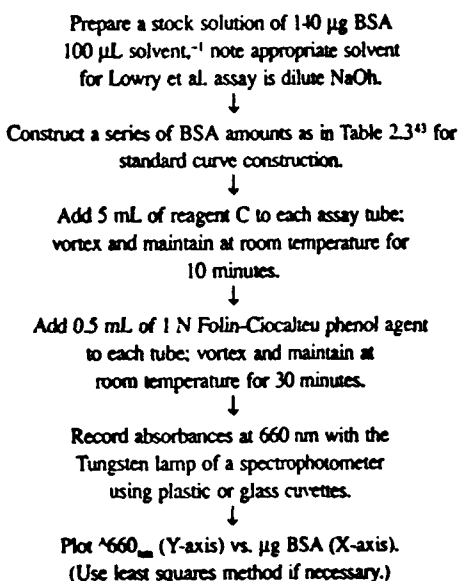 Prepare a stock solution of 140 μg BSA
100 μL solvent,⁻¹ note appropriate solvent
for Lowry et al. assay is dilute NaOh.
↓
Construct a series of BSA amounts as in Table 2.3⁴³ for
standard curve construction.
↓
Add 5 mL of reagent C to each assay tube;
vortex and maintain at room temperature for
10 minutes.
↓
Add 0.5 mL of 1 N Folin-Ciocalteu phenol agent
to each tube; vortex and maintain at
room temperature for 30 minutes.
↓
Record absorbances at 660 nm with the
Tungsten lamp of a spectrophotometer
using plastic or glass cuvettes.
↓
Plot ^660nm (Y-axis) vs. μg BSA (X-axis).
(Use least squares method if necessary.)